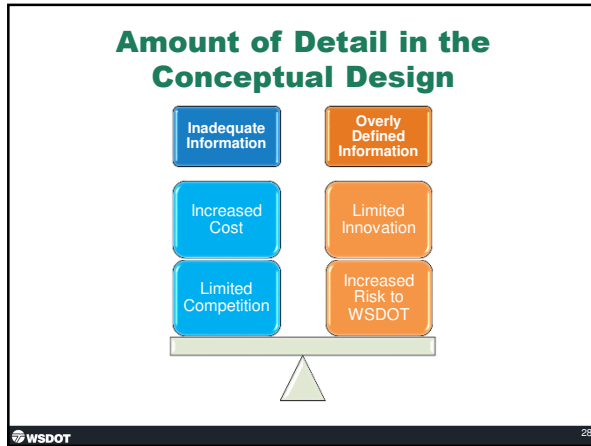 Amount of Detail in the
Conceptual Design
Inadequate
Information
Overly
Defined
Information
Increased
Cost
Limited
Innovation
Limited
Competition
Increased
Risk to
WSDOT
WSDOT
28